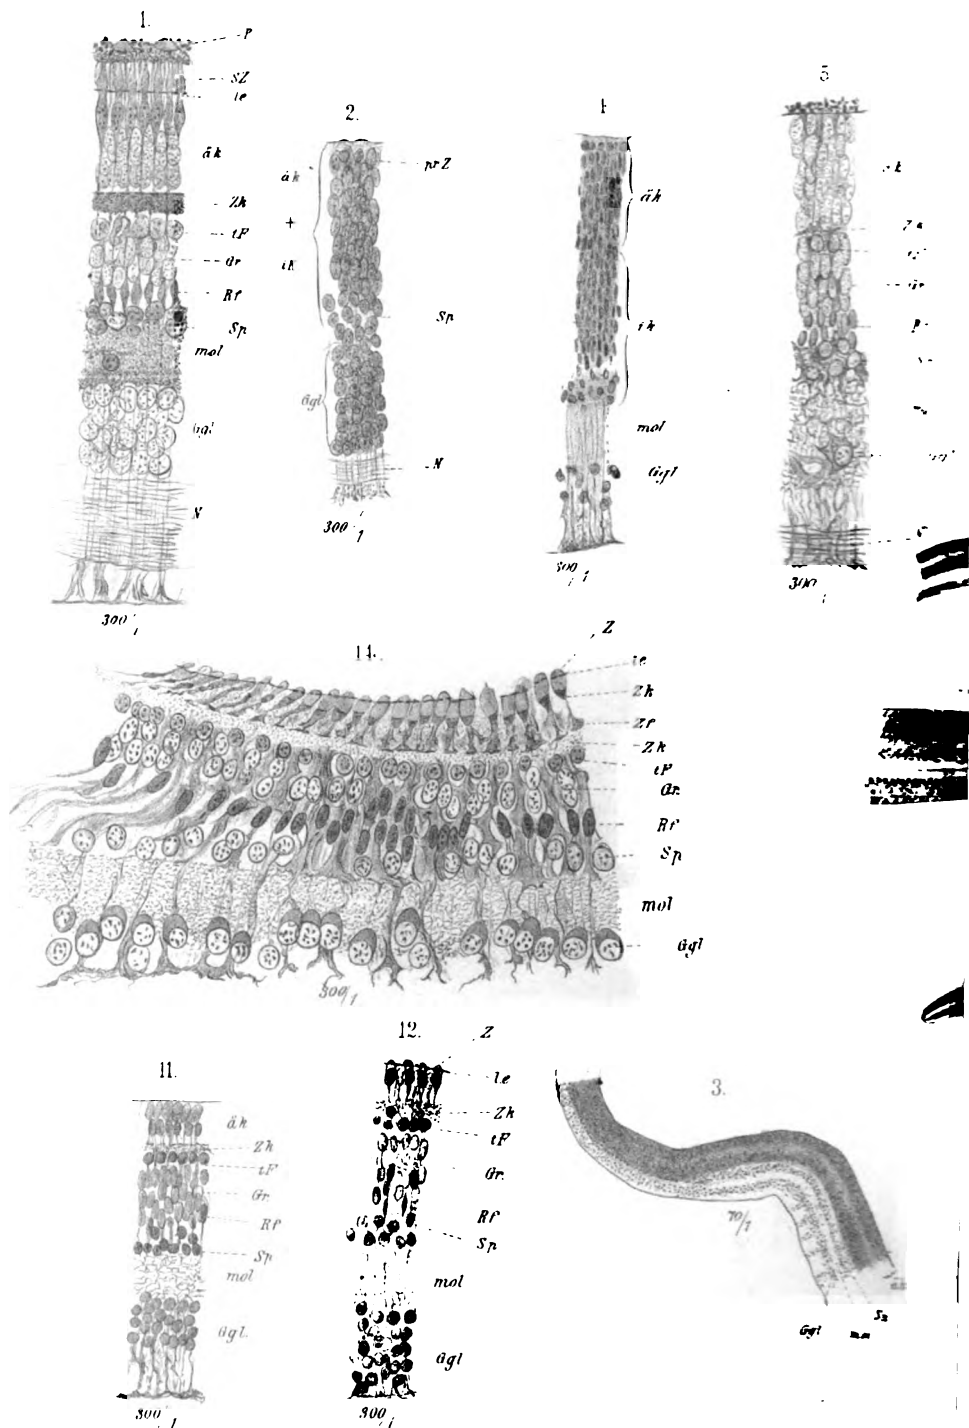 1.
P
SZ
le
äk
Zk
tF
Gr
Rf
Sp
mol
Ggl
N
300/1
2.
äk
+
iK
prZ
Sp
Ggl
N
300/1
äk
ik
mol
Ggl
300/1
5
300
14.
Z
le
Zk
Zf
Zk
tF
Gr.
Rf
Sp
mol
Ggl
300/1
11.
äk
Zk
tF
Gr.
Rf
Sp
mol
Ggl.
300/1
12.
Z
le
Zk
tF
Gr.
Rf
Sp
mol
Ggl
300/1
3.
70/1
Ggl